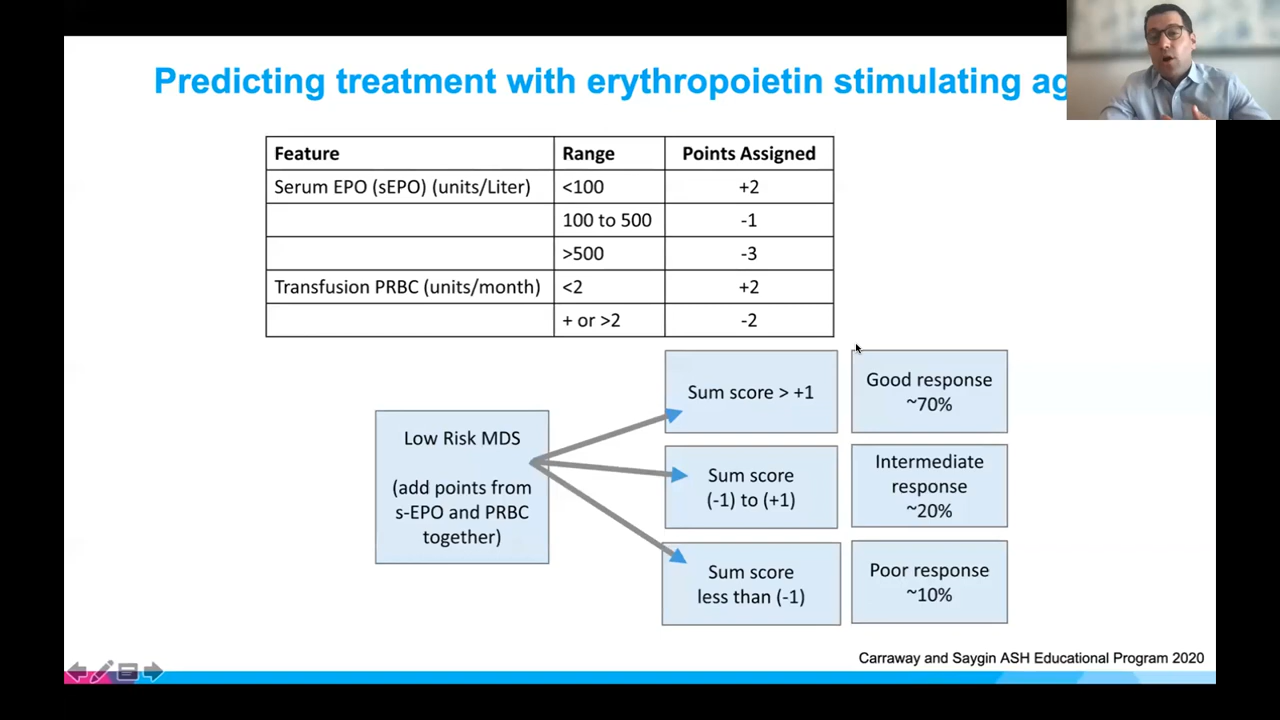 Predicting treatment with erythropoietin stimulating
Feature Range Points Assigned
Serum EPO (sEPO) (units/Liter) <100 +2
100 to 500 -1
>500 -3
Transfusion PRBC (units/month) <2 +2
+ or >2 -2
Low Risk MDS
(add points from
s-EPO and PRBC
together)
Sum score > +1
Good response
~70%
Sum score
(-1) to (+1)
Intermediate
response
~20%
Sum score
less than (-1)
Poor response
~10%
Carraway and Saygin ASH Educational Program 2020